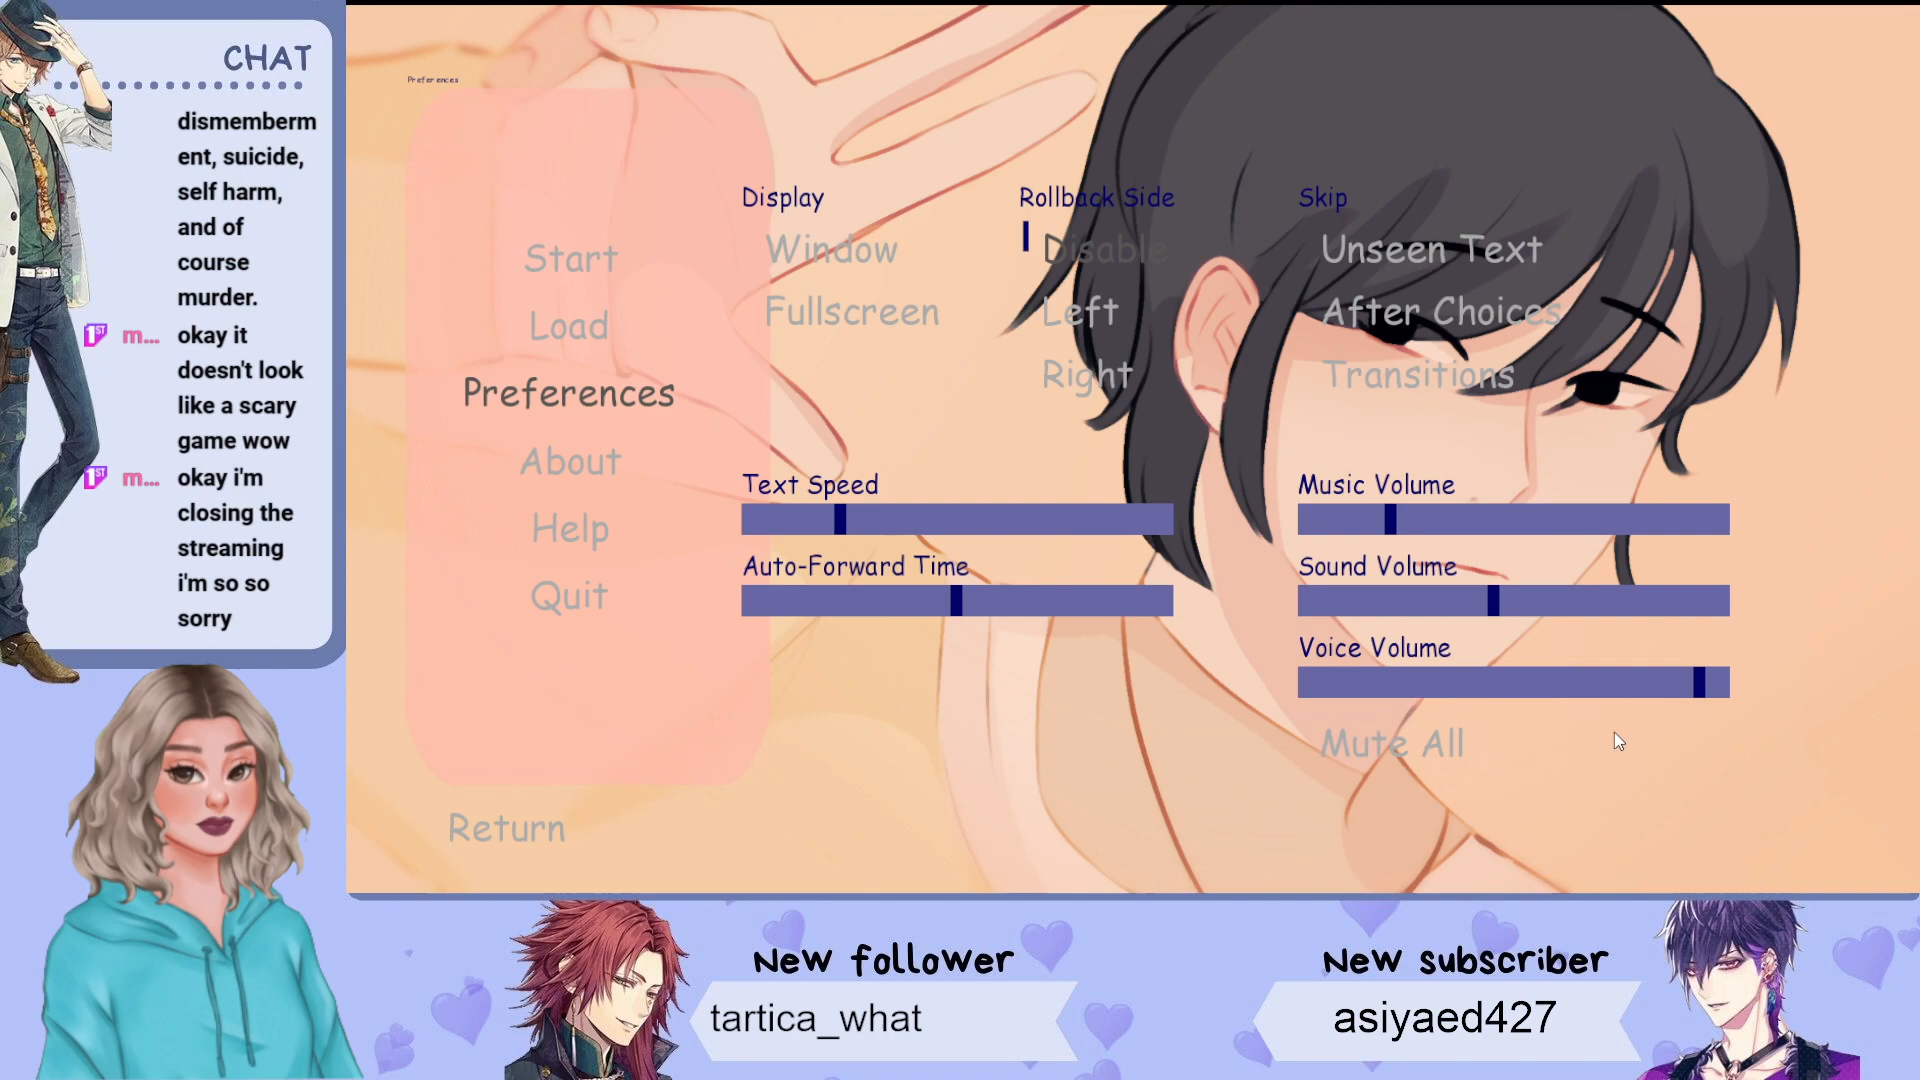 CHAT
dismemberm
ent, suicide,
self harm,
and of
course
murder.
1ST m... okay it
doesn't look
like a scary
game wow
1ST m... okay i'm
closing the
streaming
i'm so so
sorry
Preferences
Start
Load
Preferences
About
Help
Quit
Return
Display
Window
Fullscreen
Rollback Side
Disable
Left
Right
Skip
Unseen Text
After Choices
Transitions
Text Speed
Auto-Forward Time
Music Volume
Sound Volume
Voice Volume
Mute All
New follower
tartica_what
New subscriber
asiyaed427